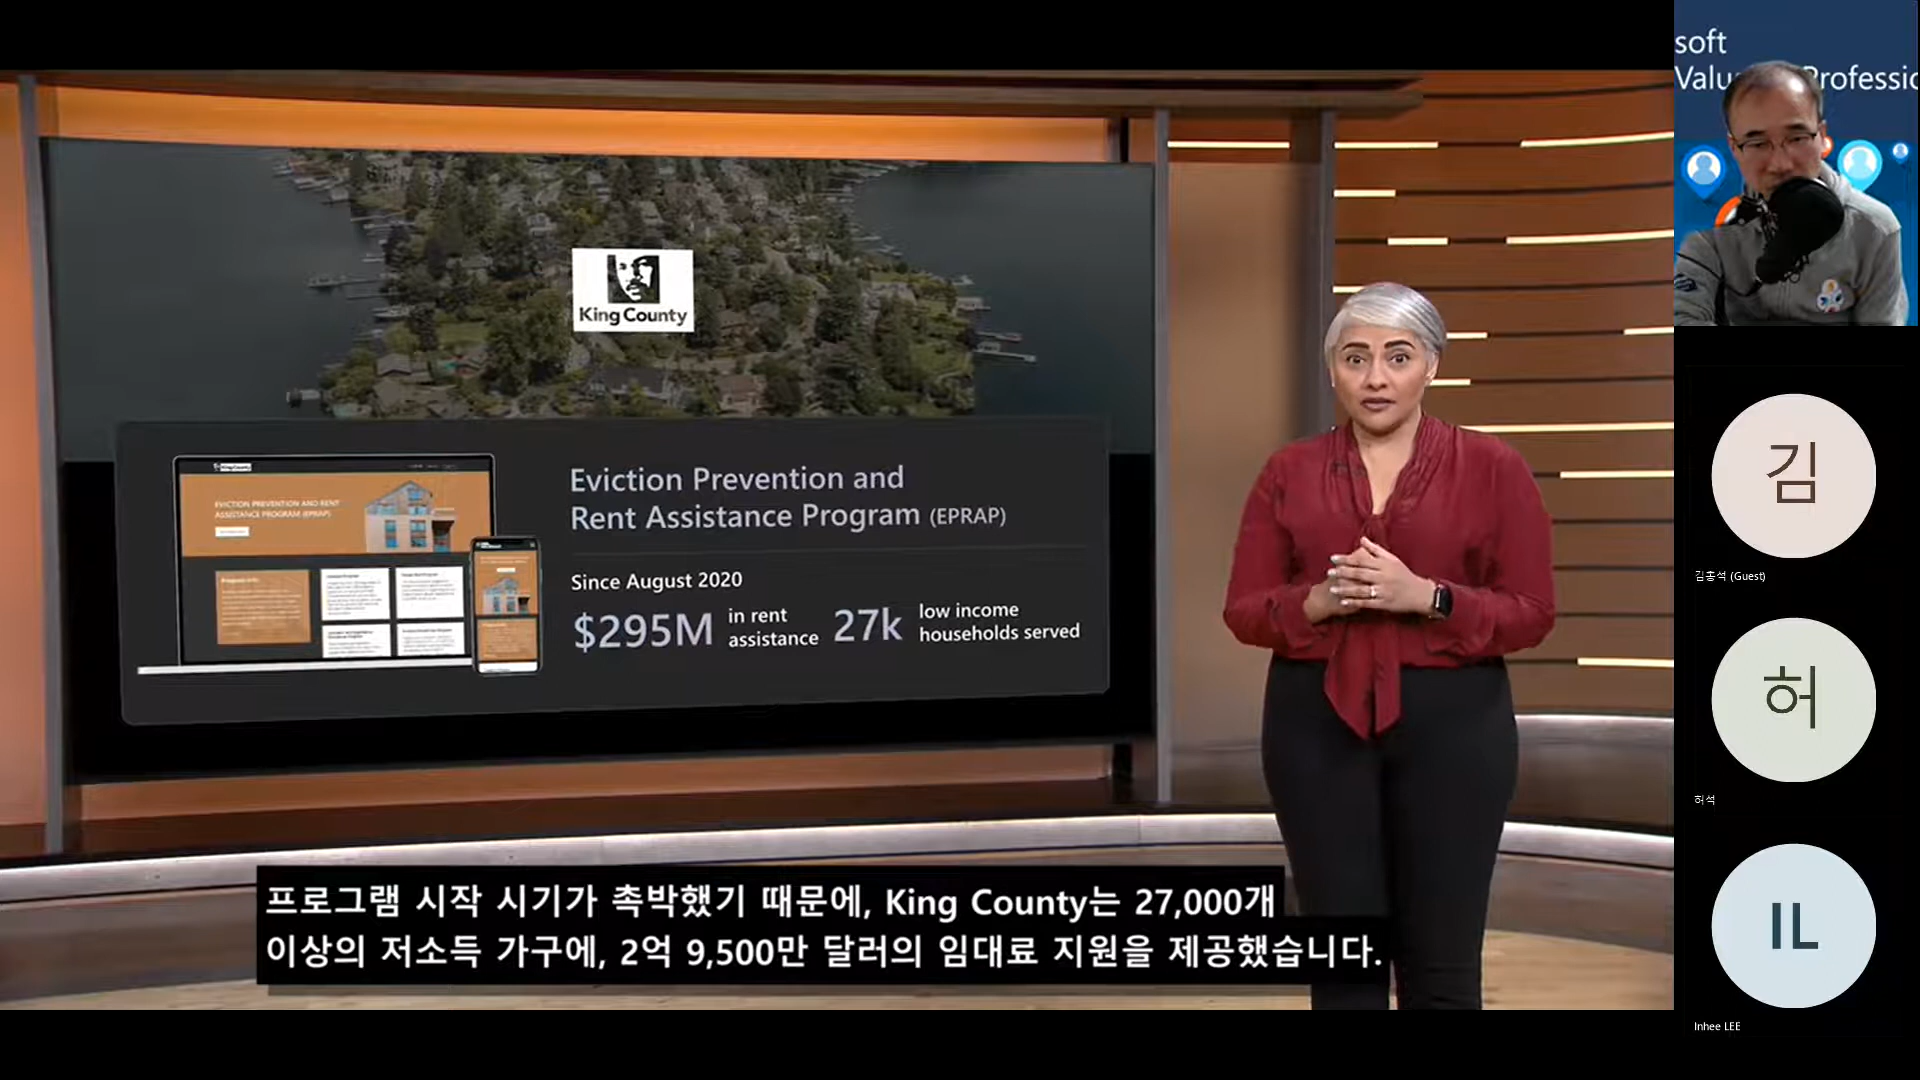 soft
Valu Professio
King County
EVICTION PREVENTION AND RENT
ASSISTANCE PROGRAM (EPRAP)
Eviction Prevention and
Rent Assistance Program (EPRAP)
Since August 2020
$295M in rent assistance
27k low income households served
프로그램 시작 시기가 촉박했기 때문에, King County는 27,000개
이상의 저소득 가구에, 2억 9,500만 달러의 임대료 지원을 제공했습니다.
김
김홍석 (Guest)
허
허석
IL
Inhee LEE